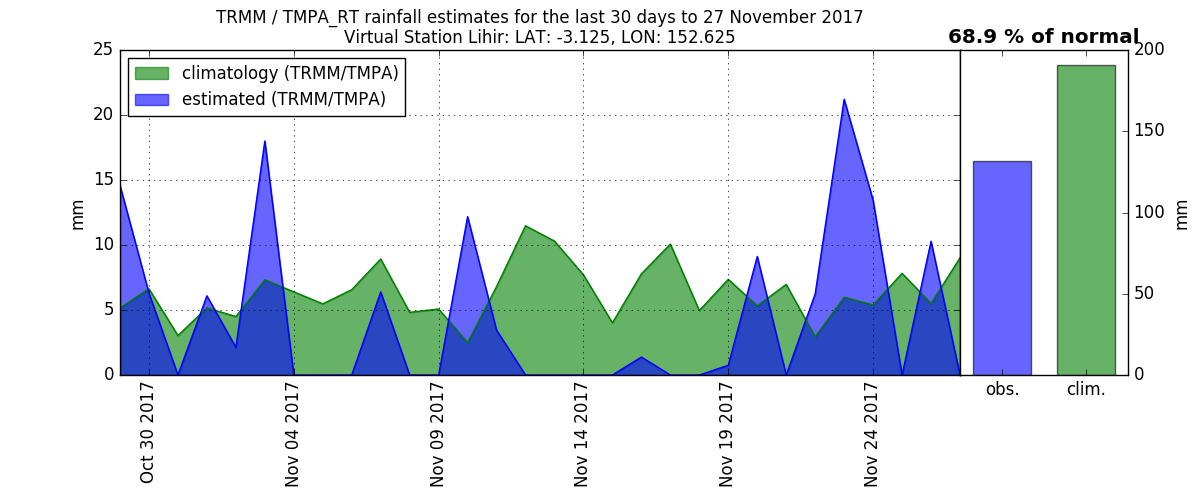 TRMM / TMPA_RT rainfall estimates for the last 30 days to 27 November 2017
Virtual Station Lihir: LAT: -3.125, LON: 152.625
68.9 % of normal
climatology (TRMM/TMPA)
estimated (TRMM/TMPA)
25
20
15
10
5
0
mm
Oct 30 2017
Nov 04 2017
Nov 09 2017
Nov 14 2017
Nov 19 2017
Nov 24 2017
obs.
clim.
200
150
100
50
0
mm